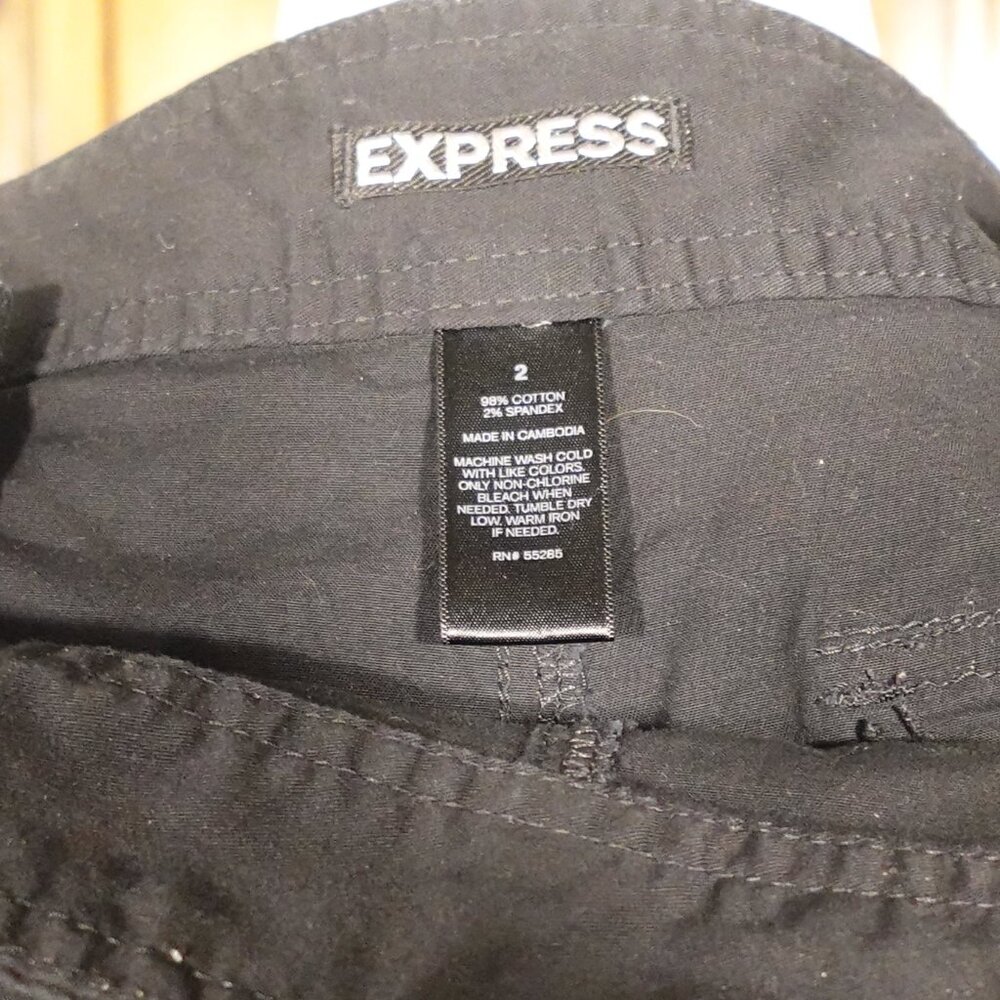 EXPRESS
2
98% COTTON
2% SPANDEX
MADE IN CAMBODIA
MACHINE WASH COLD
WITH LIKE COLORS.
ONLY NON-CHLORINE
BLEACH WHEN
NEEDED. TUMBLE DRY
LOW. WARM IRON
IF NEEDED.
RN# 55285